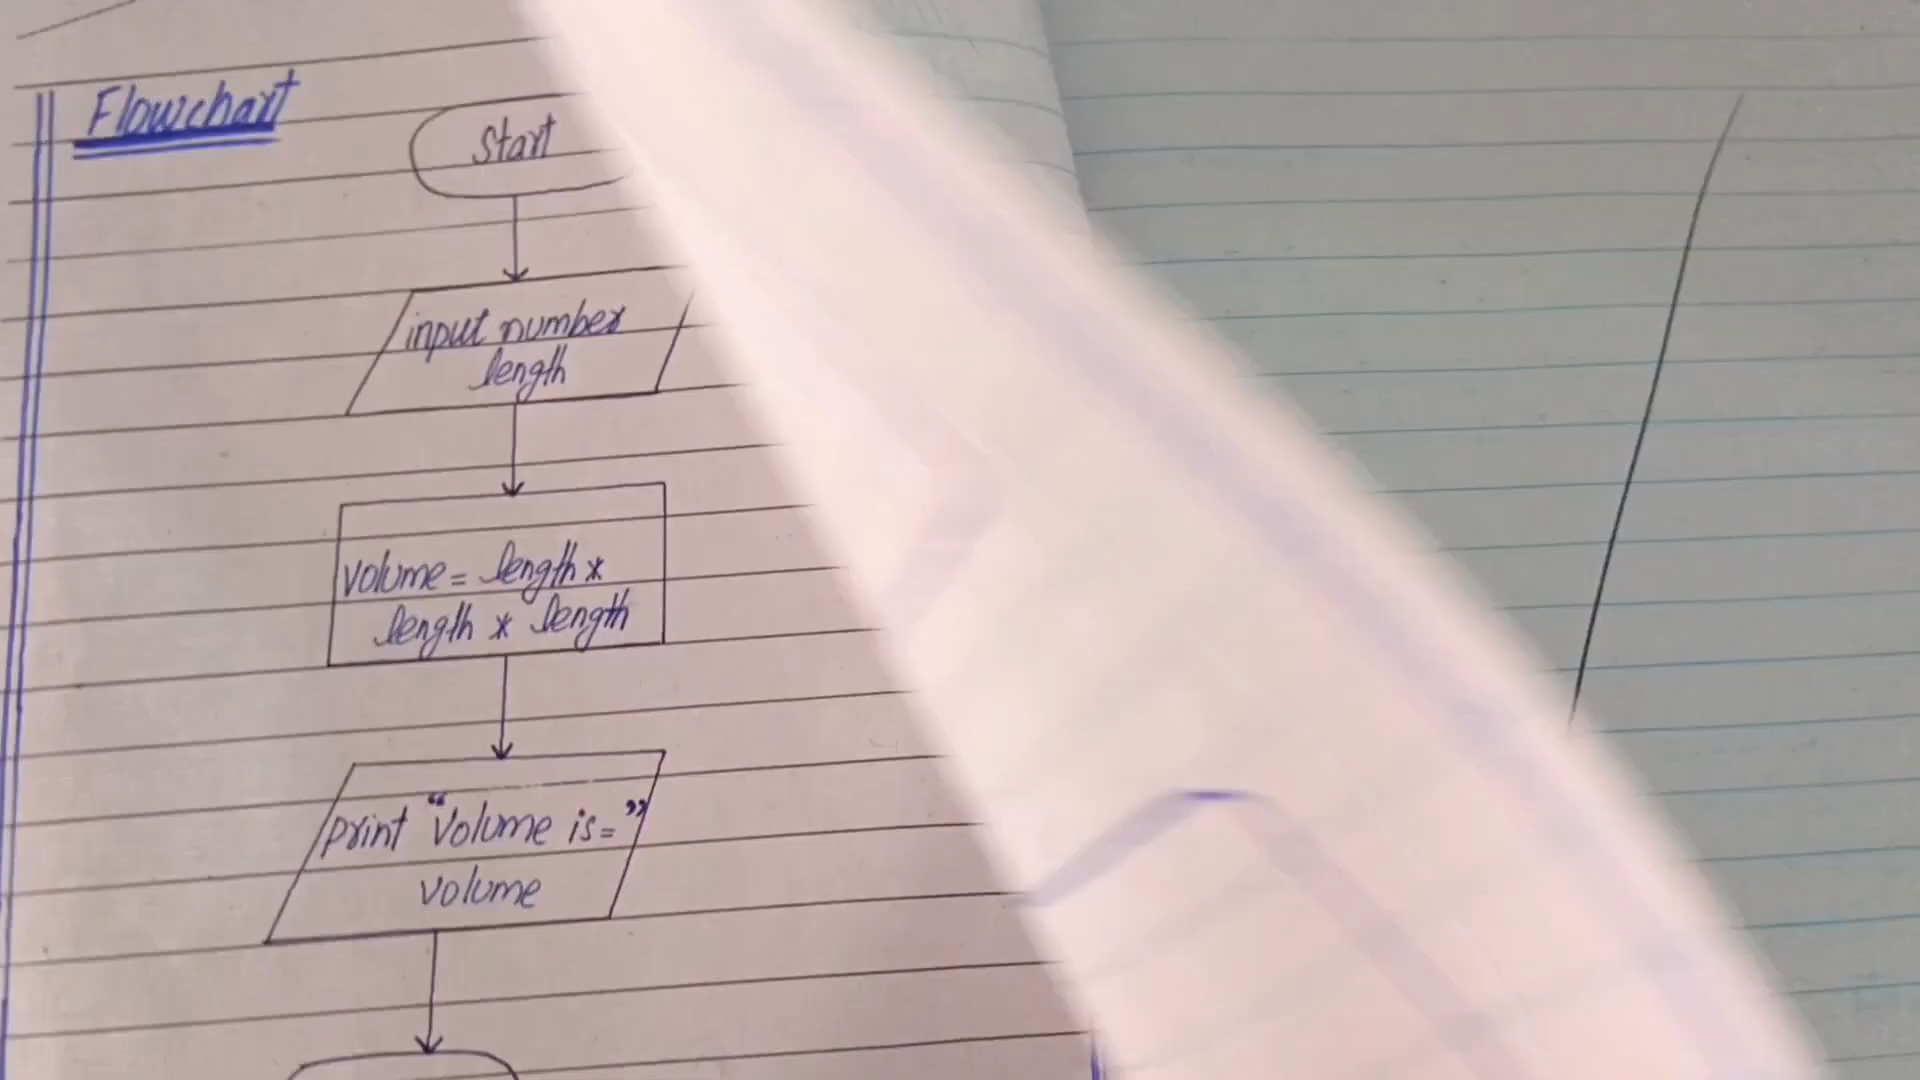 Flowchart
Start
input number
length
volume = length *
length * length
print "Volume is="
volume